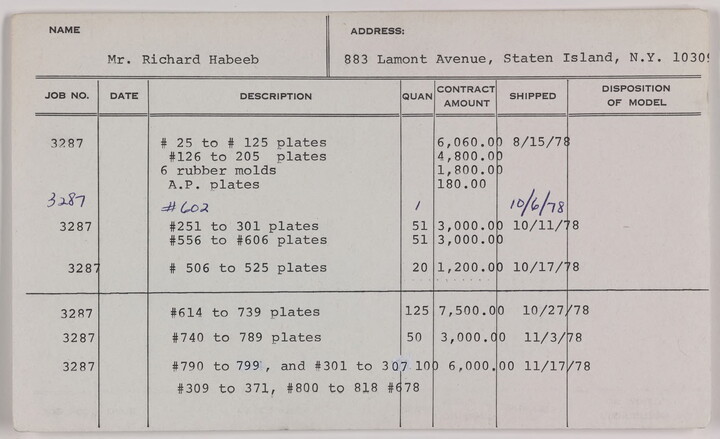 NAME ADDRESS:
Mr. Richard Habeeb 883 Lamont Avenue, Staten Island, N.Y. 10309
JOB NO. DATE DESCRIPTION QUAN CONTRACT AMOUNT SHIPPED DISPOSITION OF MODEL
3287 # 25 to # 125 plates 6,060.00 8/15/78
#126 to 205 plates 4,800.00
6 rubber molds 1,800.00
A.P. plates 180.00
3287 #602 1 10/6/78
3287 #251 to 301 plates 51 3,000.00 10/11/78
#556 to #606 plates 51 3,000.00
3287 # 506 to 525 plates 20 1,200.00 10/17/78
3287 #614 to 739 plates 125 7,500.00 10/27/78
3287 #740 to 789 plates 50 3,000.00 11/3/78
3287 #790 to 799, and #301 to 307 100 6,000.00 11/17/78
#309 to 371, #800 to 818 #678